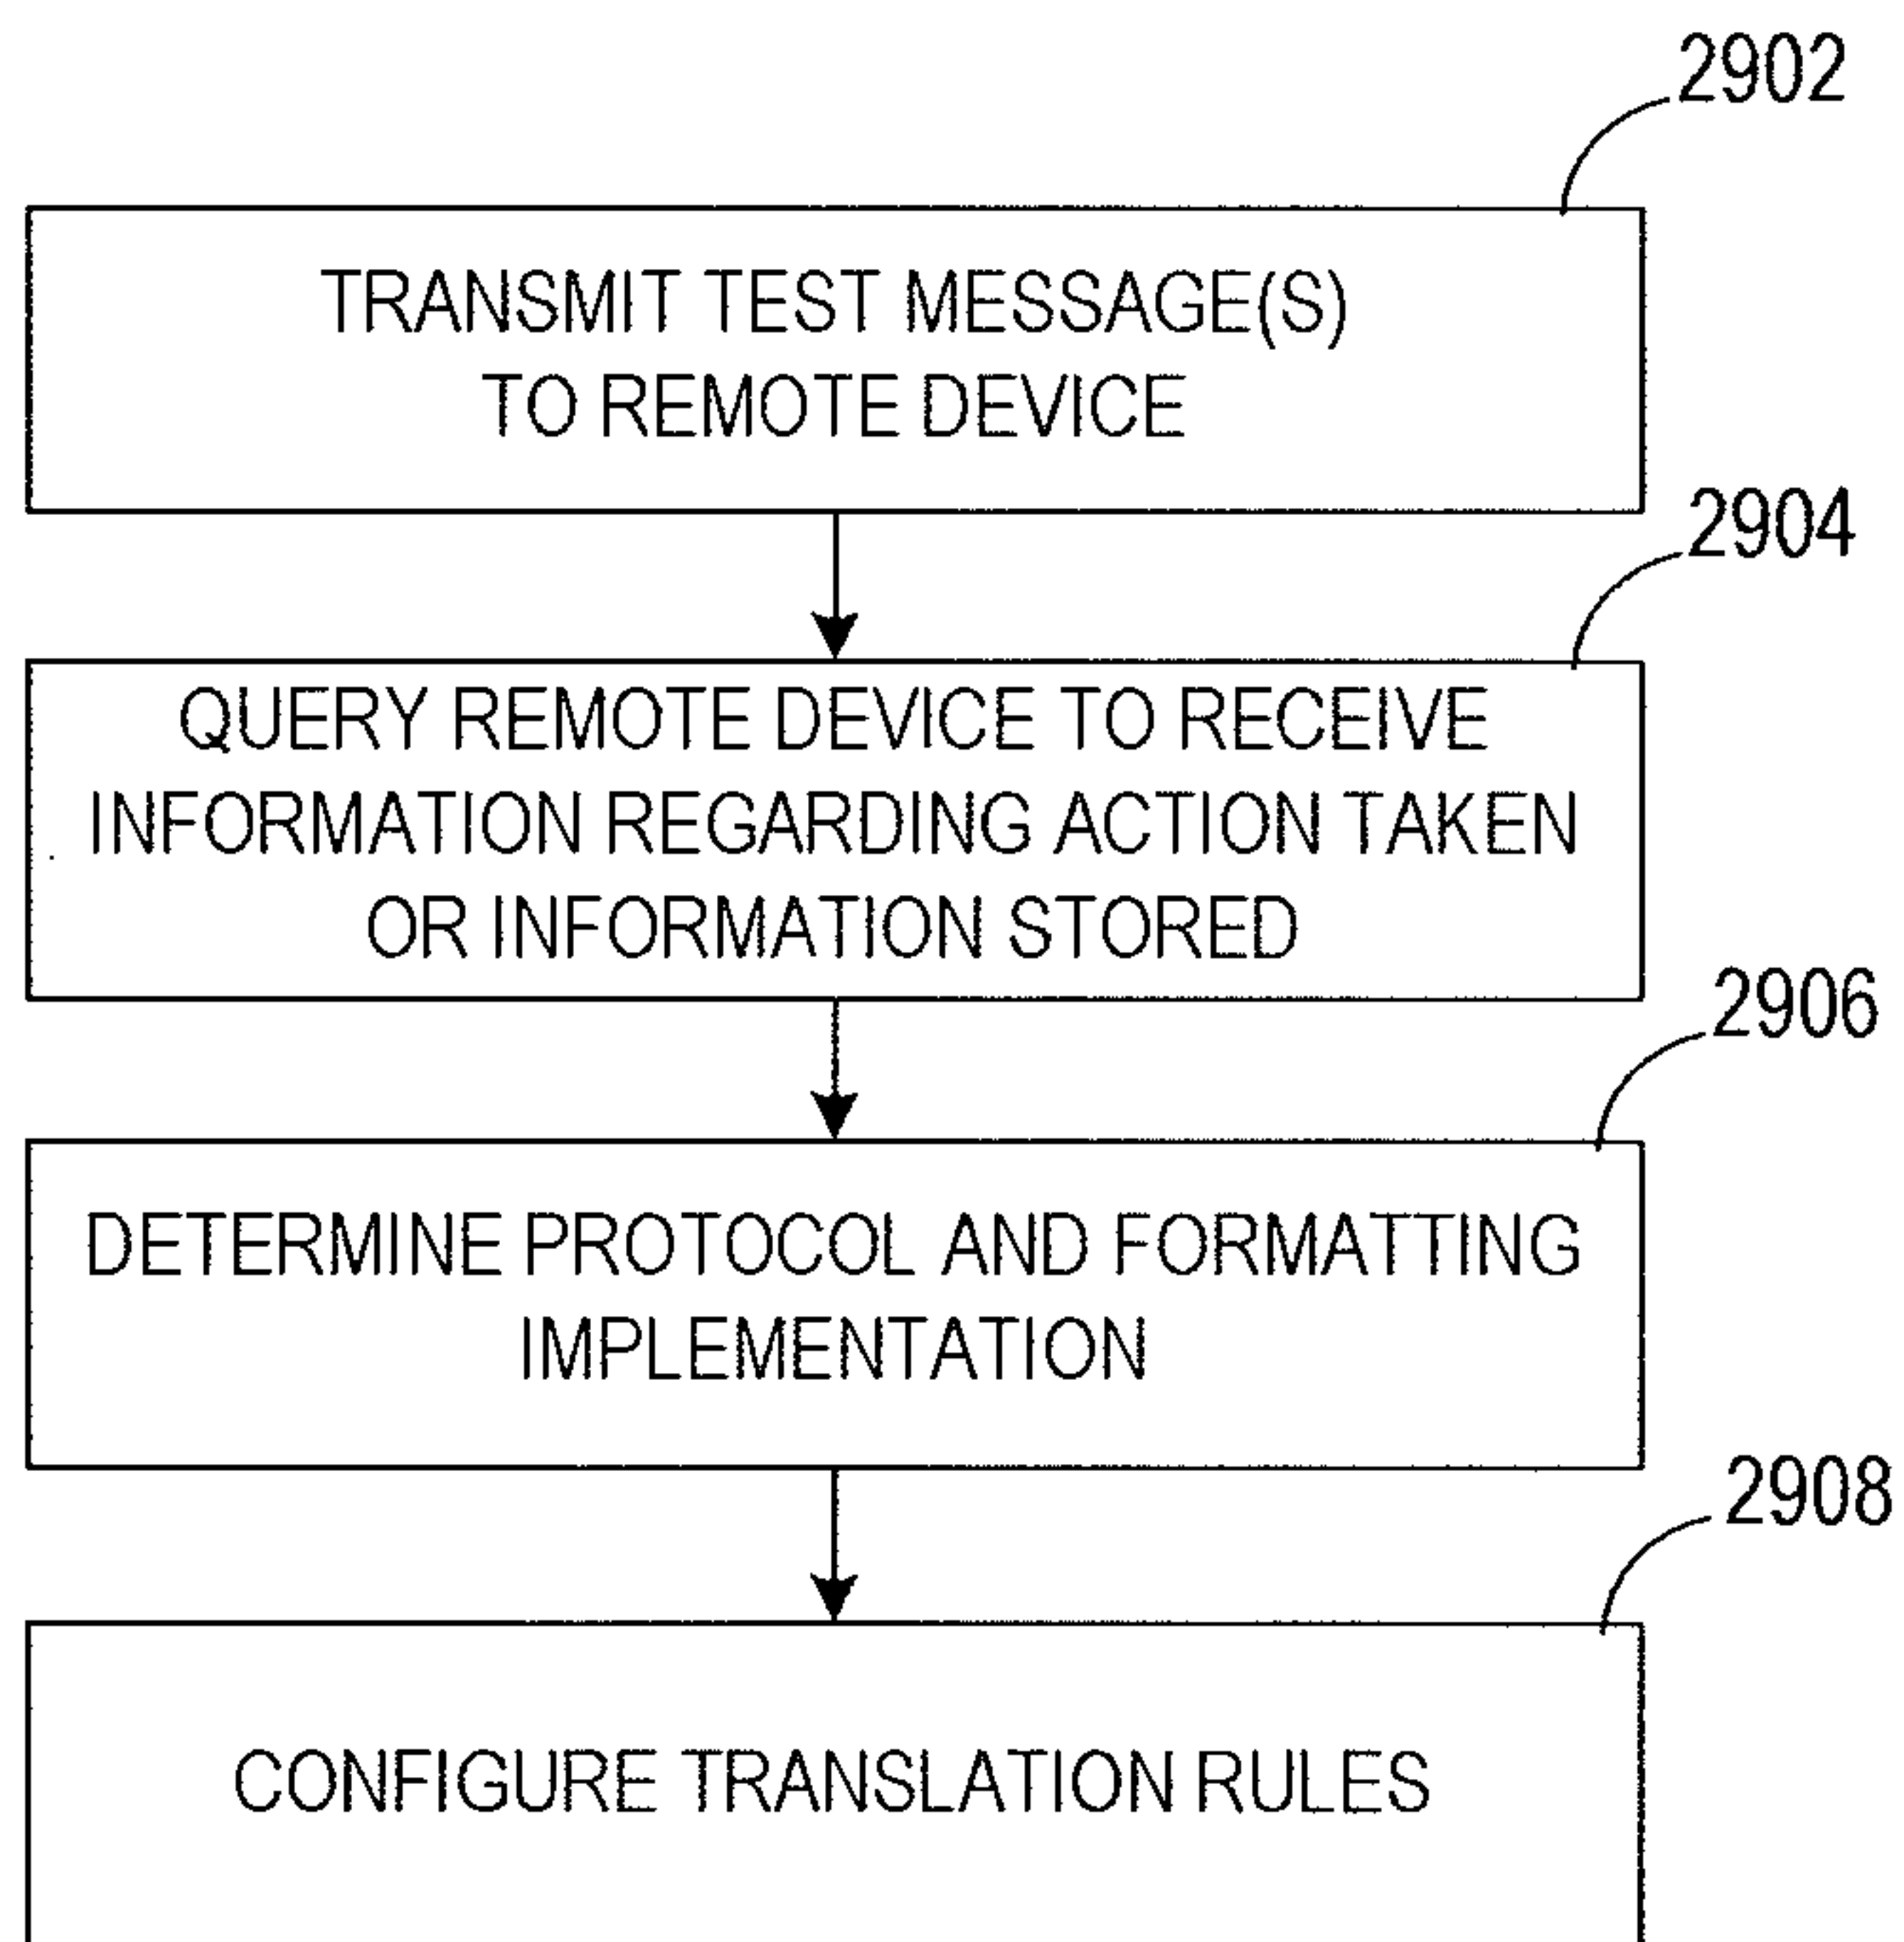 2902
TRANSMIT TEST MESSAGE(S)
TO REMOTE DEVICE
2904
QUERY REMOTE DEVICE TO RECEIVE
INFORMATION REGARDING ACTION TAKEN
OR INFORMATION STORED
2906
DETERMINE PROTOCOL AND FORMATTING
IMPLEMENTATION
2908
CONFIGURE TRANSLATION RULES